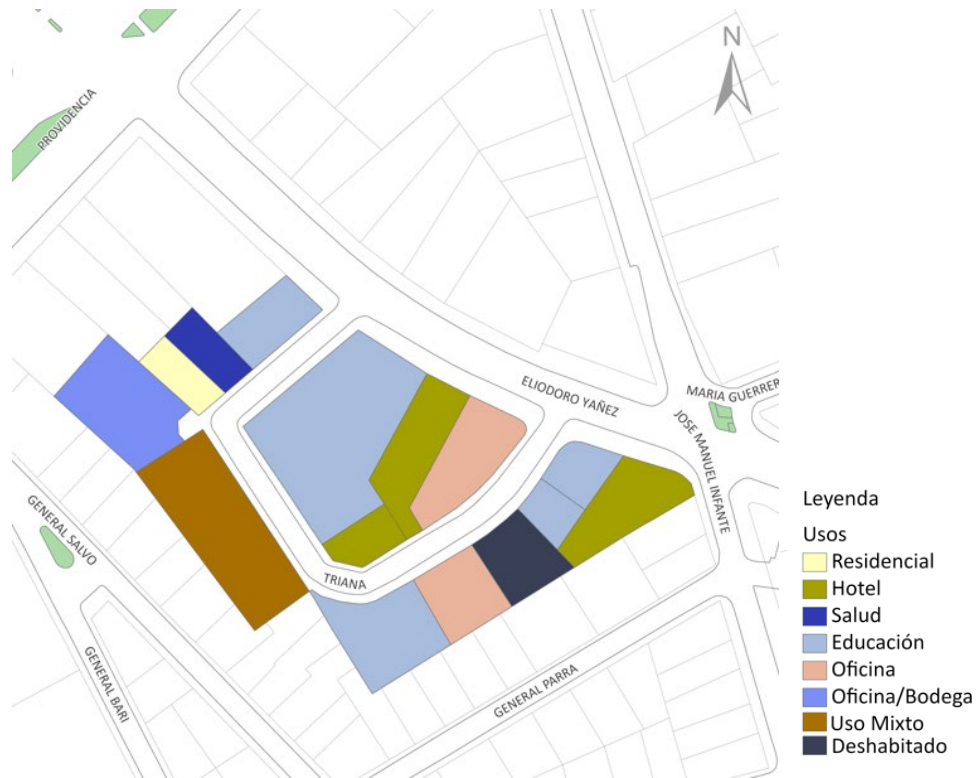 N
PROVIDENCIA
ELIODORO YAÑEZ
MARIA GUERRER
JOSE MANUEL INFANTE
GENERAL SALVO
TRIANA
GENERAL BARI
GENERAL PARRA
Leyenda
Usos
Residencial
Hotel
Salud
Educación
Oficina
Oficina/Bodega
Uso Mixto
Deshabitado